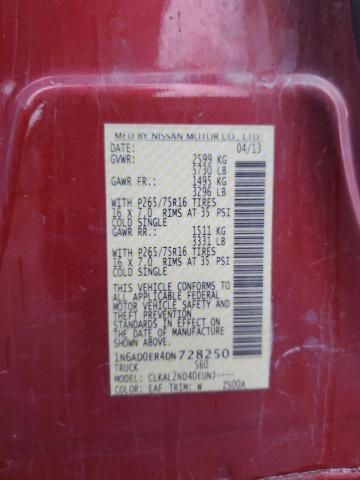 MFD BY NISSAN MOTOR CO., LTD.
DATE: 04/13
GVWR: 2599 KG
5730 LB
GAWR FR.: 1495 KG
3296 LB
WITH P265/75R16 TIRES
16 X 7.0 RIMS AT 35 PSI
COLD SINGLE
GAWR RR.: 1511 KG
3331 LB
WITH P265/75R16 TIRES
16 X 7.0 RIMS AT 35 PSI
COLD SINGLE
THIS VEHICLE CONFORMS TO
ALL APPLICABLE FEDERAL
MOTOR VEHICLE SAFETY AND
THEFT PREVENTION
STANDARDS IN EFFECT ON
THE DATE OF MANUFACTURE
SHOWN ABOVE.
1N6AD0ER4DN728250
TRUCK S60
MODEL: CLKAL2ND40EUNJ----
COLOR: EAF TRIM: W 2S00A